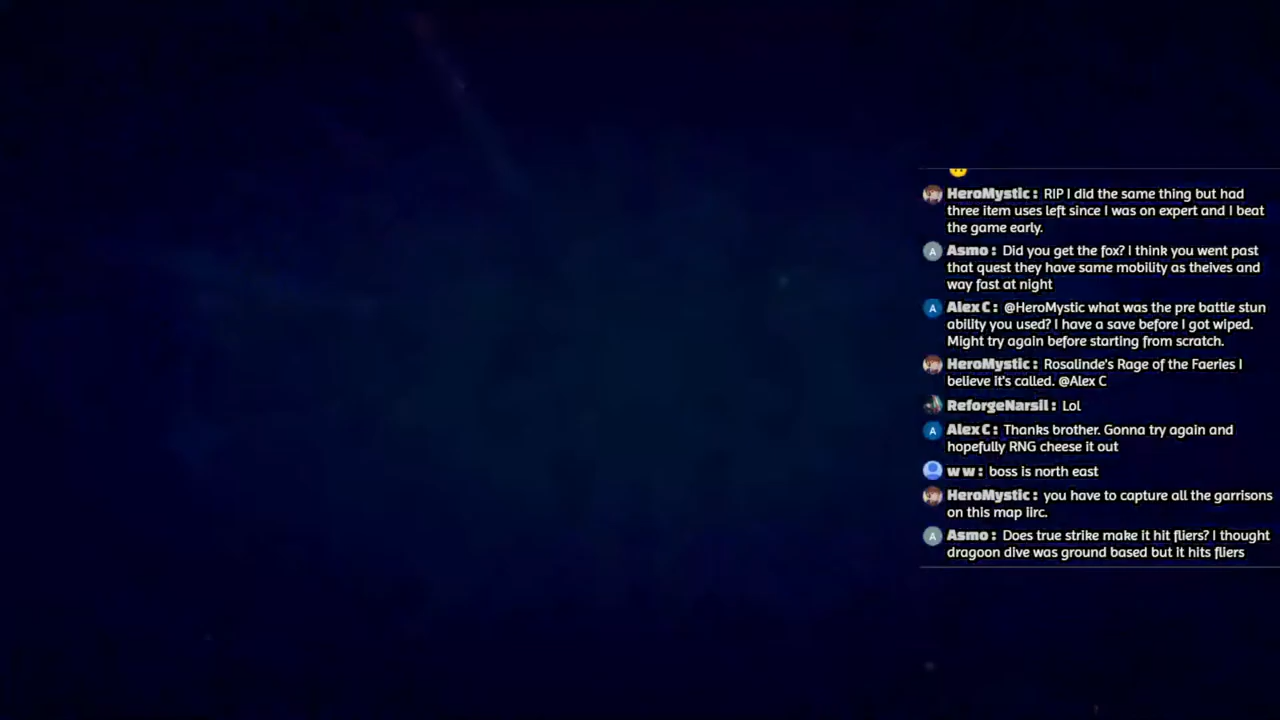 HeroMystic : RIP I did the same thing but had
three item uses left since I was on expert and I beat
the game early.
A Asmo : Did you get the fox? I think you went past
that quest they have same mobility as theives and
way fast at night
A Alex C : @HeroMystic what was the pre battle stun
ability you used? I have a save before I got wiped.
Might try again before starting from scratch.
HeroMystic : Rosalinde's Rage of the Faeries I
believe it's called. @Alex C
ReforgeNarsil : Lol
A Alex C : Thanks brother. Gonna try again and
hopefully RNG cheese it out
w w : boss is north east
HeroMystic : you have to capture all the garrisons
on this map iirc.
A Asmo : Does true strike make it hit fliers? I thought
dragoon dive was ground based but it hits fliers